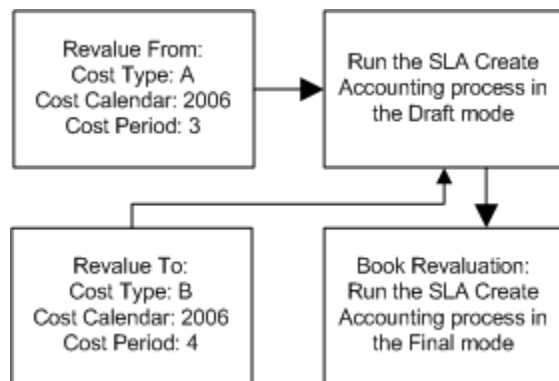 Revalue From:
Cost Type: A
Cost Calendar: 2006
Cost Period: 3
Run the SLA Create
Accounting process in
the Draft mode
Revalue To:
Cost Type: B
Cost Calendar: 2006
Cost Period: 4
Book Revaluation:
Run the SLA Create
Accounting process in
the Final mode